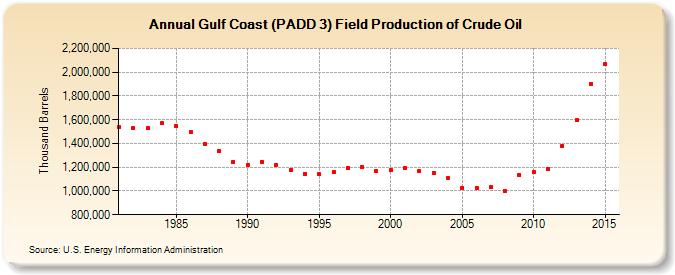 Annual Gulf Coast (PADD 3) Field Production of Crude Oil
Thousand Barrels
2,200,000
2,000,000
1,800,000
1,600,000
1,400,000
1,200,000
1,000,000
800,000
1985 1990 1995 2000 2005 2010 2015
Source: U.S. Energy Information Administration